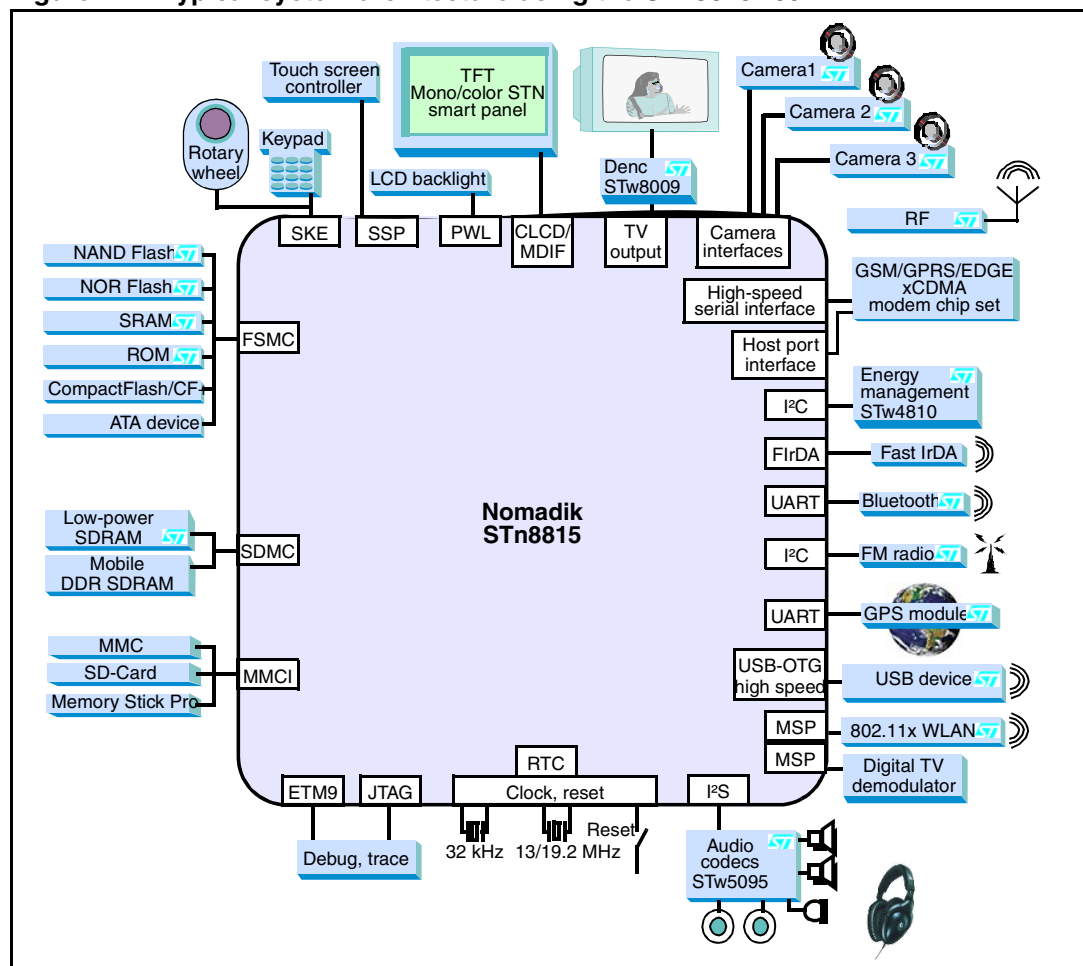 Touch screen
controller
TFT
Mono/color STN
smart panel
Camera1
Camera 2
Camera 3
Rotary
wheel
Keypad
LCD backlight
Denc
STw8009
RF
SKE
SSP
PWL
CLCD/
MDIF
TV
output
Camera
interfaces
NAND Flash
NOR Flash
SRAM
ROM
CompactFlash/CF+
ATA device
FSMC
High-speed
serial interface
GSM/GPRS/EDGE
xCDMA
modem chip set
Host port
interface
I²C
Energy
management
STw4810
FIrDA
Fast IrDA
UART
Bluetooth
Nomadik
STn8815
Low-power
SDRAM
Mobile
DDR SDRAM
SDMC
I²C
FM radio
UART
GPS module
MMC
SD-Card
Memory Stick Pro
MMCI
USB-OTG
high speed
USB device
MSP
802.11x WLAN
MSP
Digital TV
demodulator
ETM9
JTAG
RTC
Clock, reset
I²S
Debug, trace
32 kHz
13/19.2 MHz
Reset
Audio
codecs
STw5095